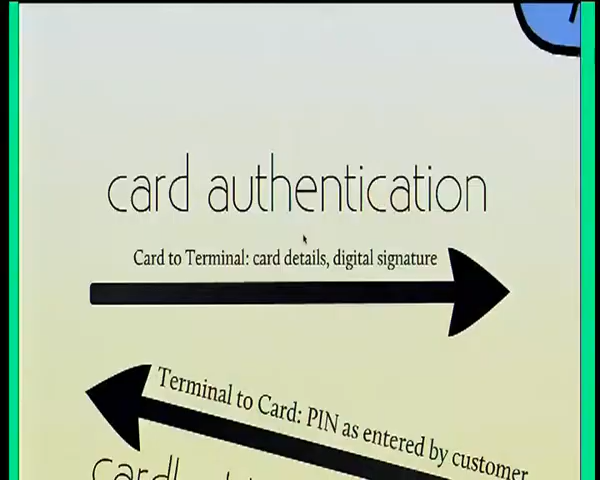 card authentication
Card to Terminal: card details, digital signature
Terminal to Card: PIN as entered by customer